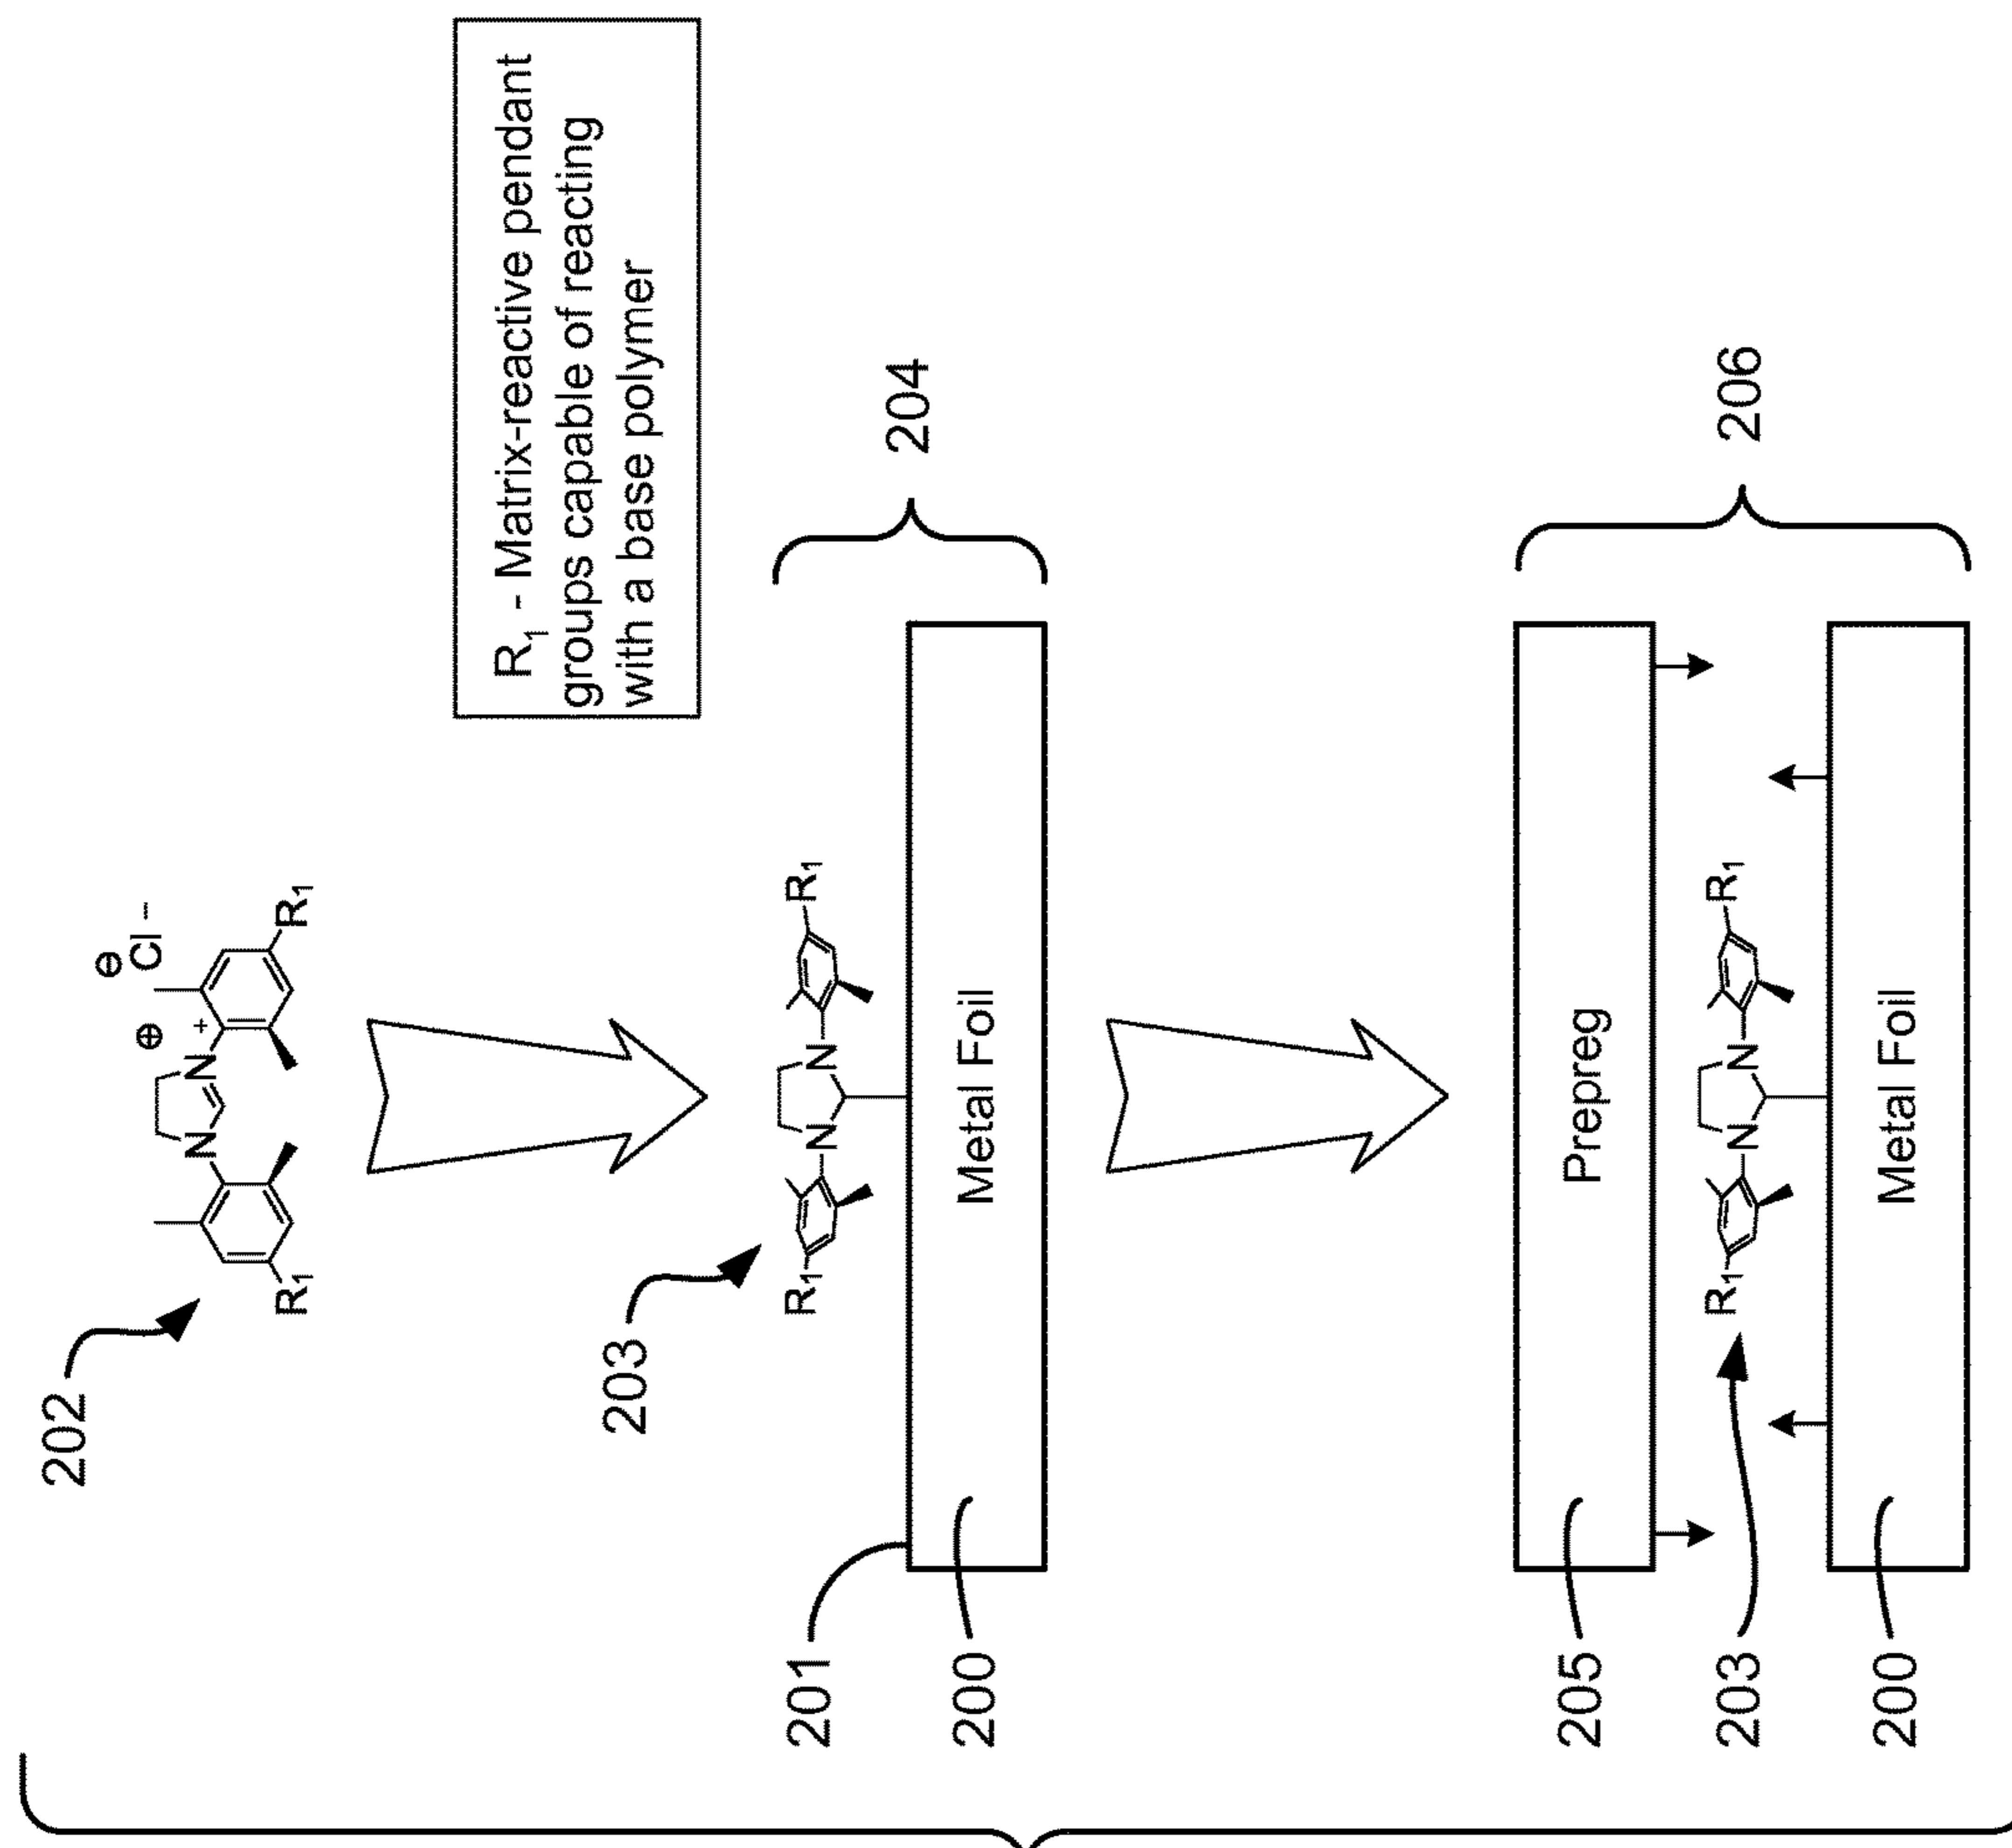 202
N
N
⊕
+
⊖
Cl −
R1
R1
R1 - Matrix-reactive pendant
groups capable of reacting
with a base polymer
203
R1
N
N
R1
204
201
200
Metal Foil
205
Prepreg
206
203
R1
N
N
R1
200
Metal Foil